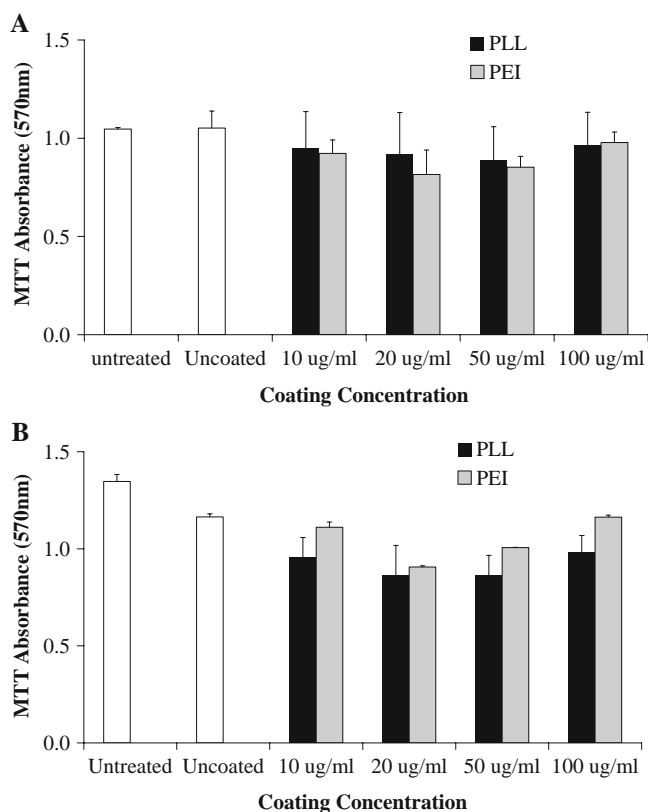 A
1.5
1.0
0.5
0.0
MTT Absorbance (570nm)
PLL
PEI
untreated Uncoated 10 ug/ml 20 ug/ml 50 ug/ml 100 ug/ml
Coating Concentration
B
1.5
1.0
0.5
0.0
MTT Absorbance (570nm)
PLL
PEI
Untreated Uncoated 10 ug/ml 20 ug/ml 50 ug/ml 100 ug/ml
Coating Concentration